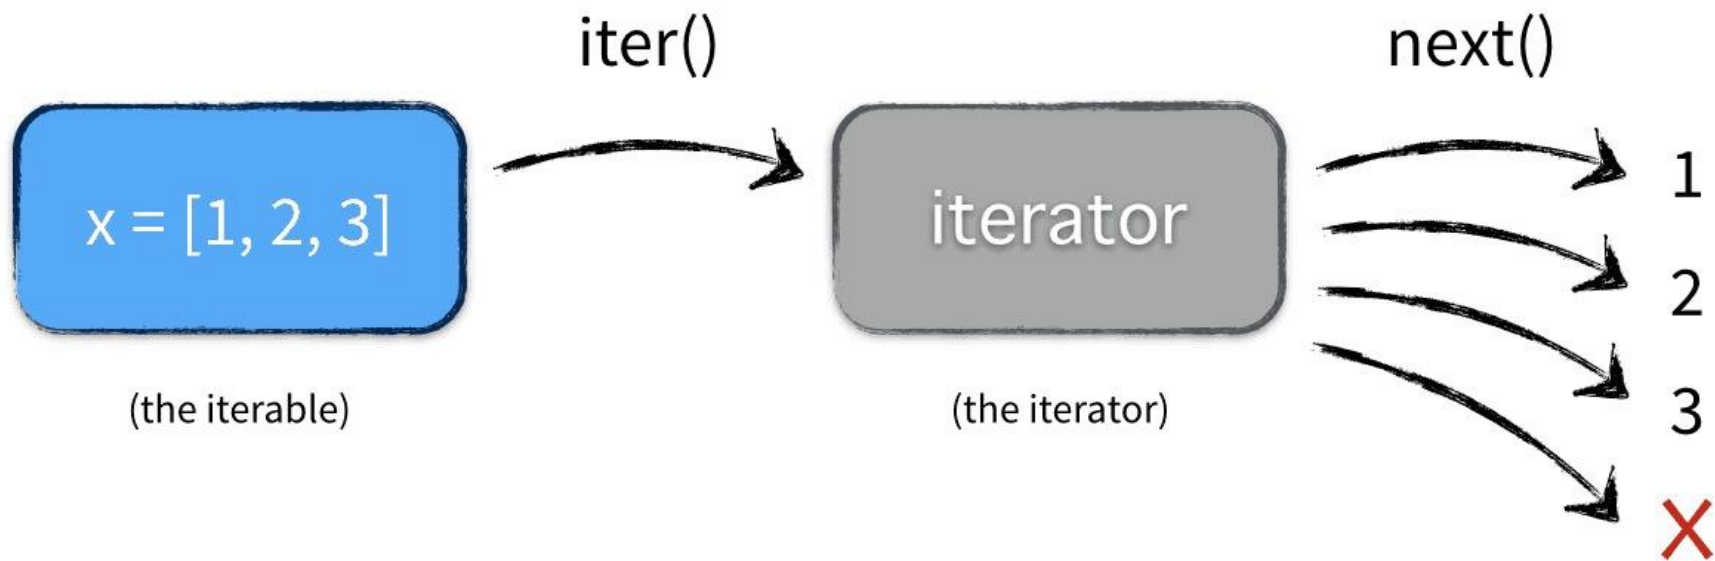 iter()
next()
x = [1, 2, 3]
iterator
1
2
3
X
(the iterable)
(the iterator)